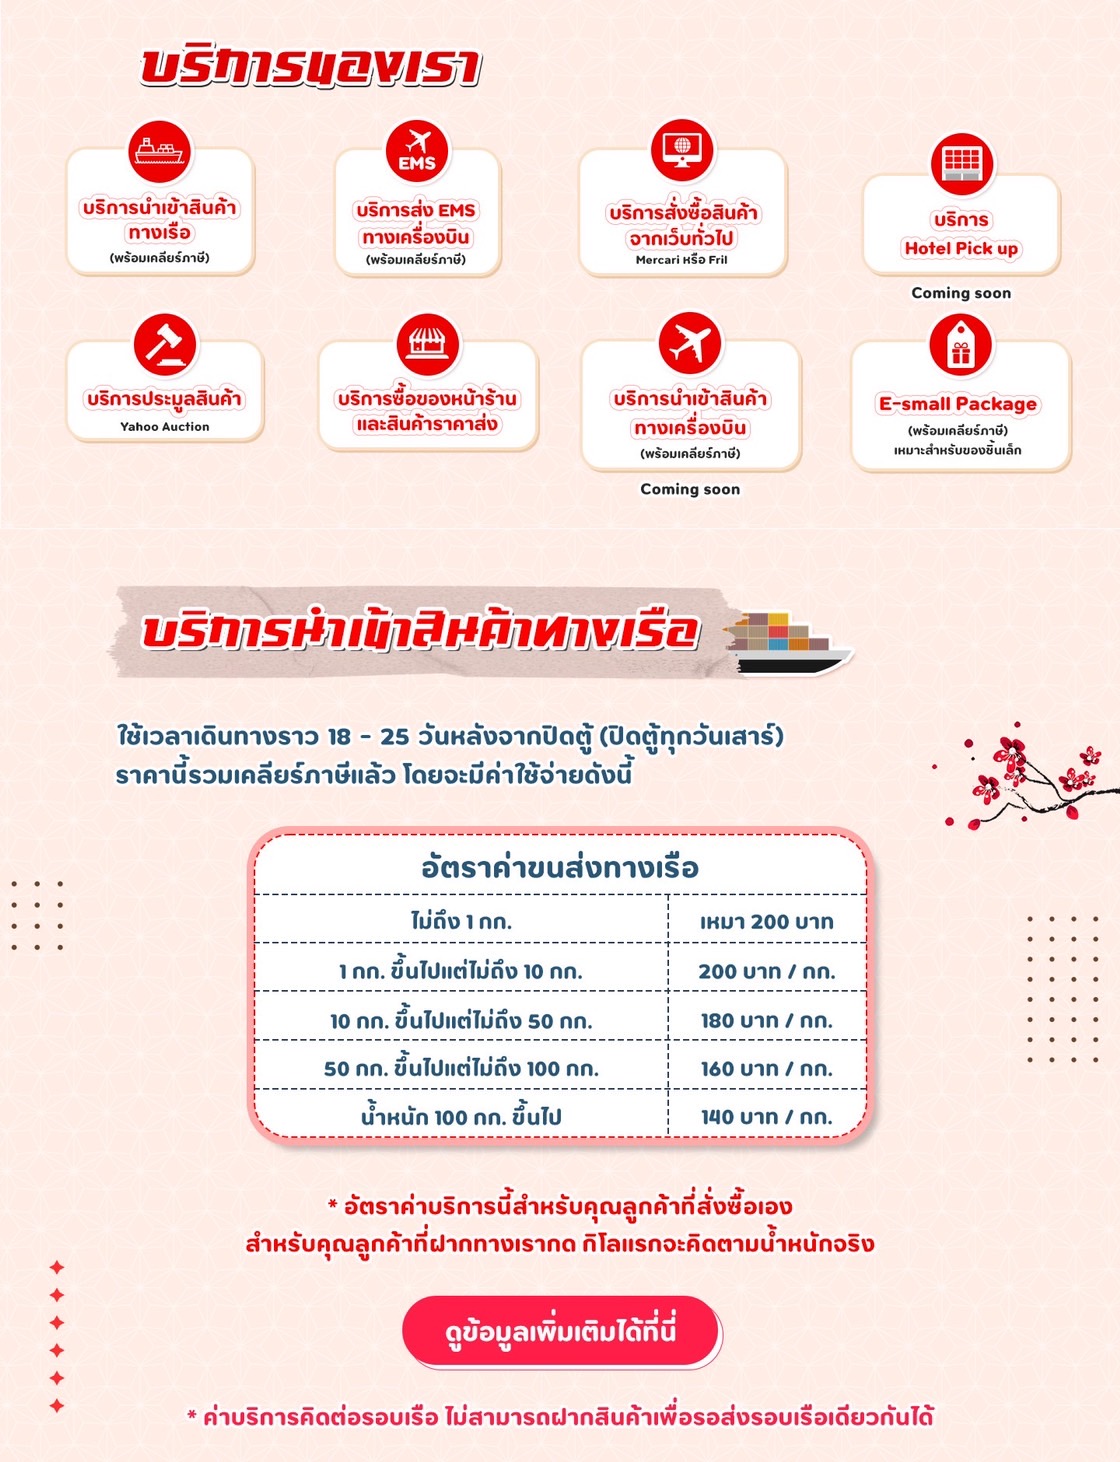 บริการของเรา
บริการนำเข้าสินค้า
ทางเรือ
(พร้อมเคลียร์ภาษี)
EMS
บริการส่ง EMS
ทางเครื่องบิน
(พร้อมเคลียร์ภาษี)
บริการสั่งซื้อสินค้า
จากเว็บทั่วไป
Mercari หรือ Fril
บริการ
Hotel Pick up
Coming soon
บริการประมูลสินค้า
Yahoo Auction
บริการซื้อของหน้าร้าน
และสินค้าราคาส่ง
บริการนำเข้าสินค้า
ทางเครื่องบิน
(พร้อมเคลียร์ภาษี)
Coming soon
E-small Package
(พร้อมเคลียร์ภาษี)
เหมาะสำหรับของชิ้นเล็ก
บริการนำเข้าสินค้าทางเรือ
ใช้เวลาเดินทางราว 18 - 25 วันหลังจากปิดตู้ (ปิดตู้ทุกวันเสาร์)
ราคานี้รวมเคลียร์ภาษีแล้ว โดยจะมีค่าใช้จ่ายดังนี้
อัตราค่าขนส่งทางเรือ
ไม่ถึง 1 กก. เหมา 200 บาท
1 กก. ขึ้นไปแต่ไม่ถึง 10 กก. 200 บาท / กก.
10 กก. ขึ้นไปแต่ไม่ถึง 50 กก. 180 บาท / กก.
50 กก. ขึ้นไปแต่ไม่ถึง 100 กก. 160 บาท / กก.
น้ำหนัก 100 กก. ขึ้นไป 140 บาท / กก.
* อัตราค่าบริการนี้สำหรับคุณลูกค้าที่สั่งซื้อเอง
สำหรับคุณลูกค้าที่ฝากทางเรากด กิโลแรกจะคิดตามน้ำหนักจริง
ดูข้อมูลเพิ่มเติมได้ที่นี่
* ค่าบริการคิดต่อรอบเรือ ไม่สามารถฝากสินค้าเพื่อรอส่งรอบเรือเดียวกันได้